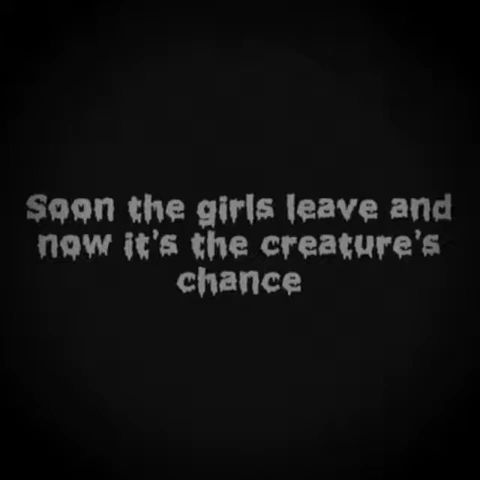 Soon the girls leave and
now it's the creature's
chance